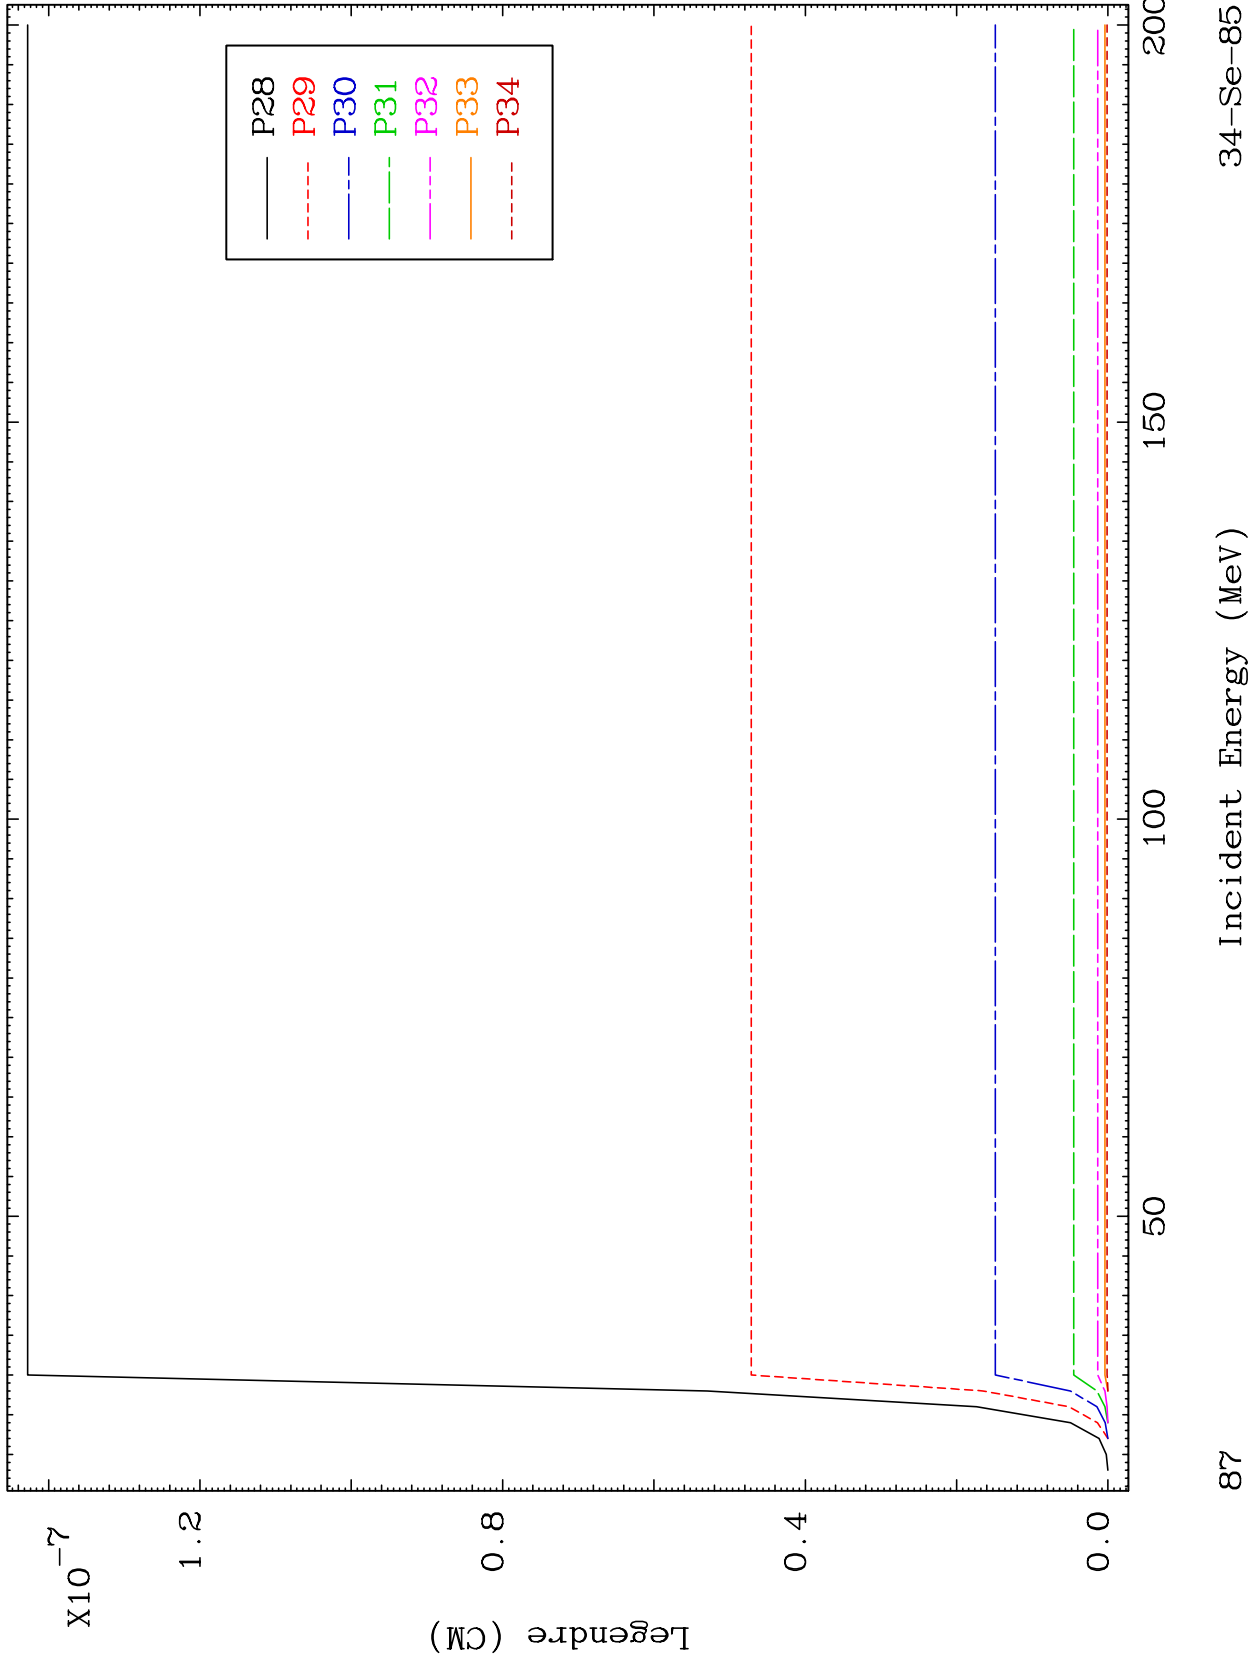 X10-7
1.2
0.8
0.4
0.0
Legendre (CM)
P28
P29
P30
P31
P32
P33
P34
50
100
150
200
Incident Energy (MeV)
87
34-Se-85